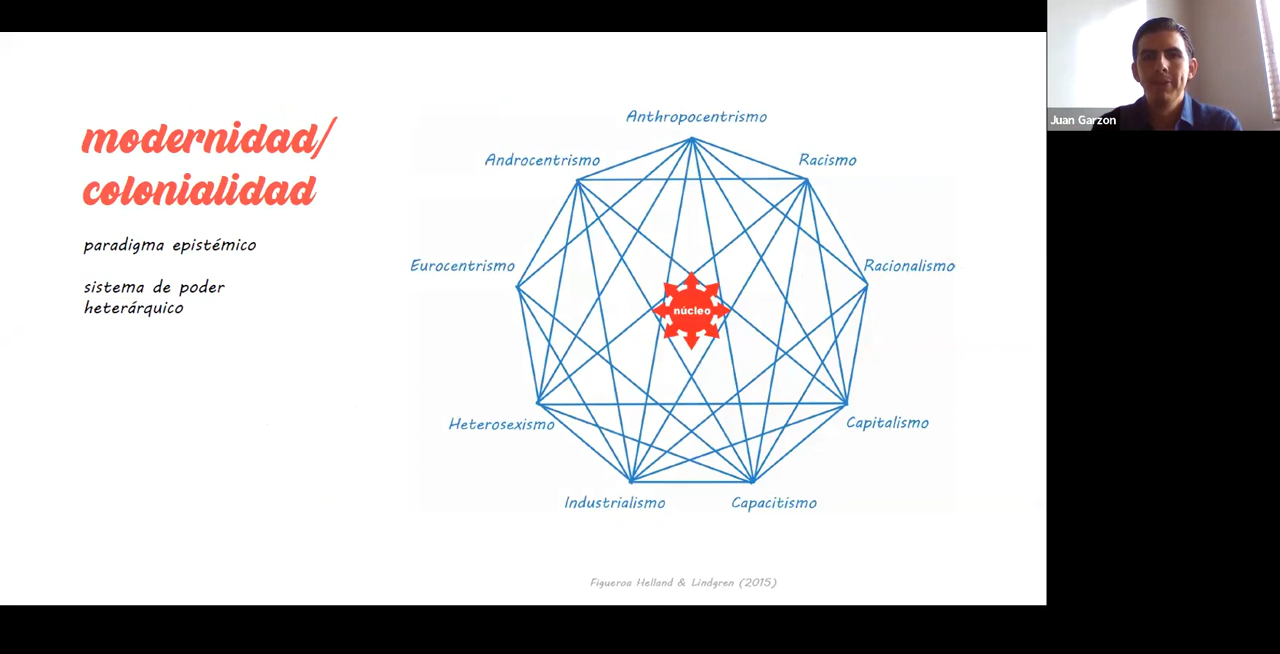 modernidad/
colonialidad
paradigma epistémico
sistema de poder
heterárquico
Anthropocentrismo
Androcentrismo
Racismo
Eurocentrismo
Racionalismo
núcleo
Heterosexismo
Capitalismo
Industrialismo
Capacitismo
Figueroa Helland & Lindgren (2015)
Juan Garzon